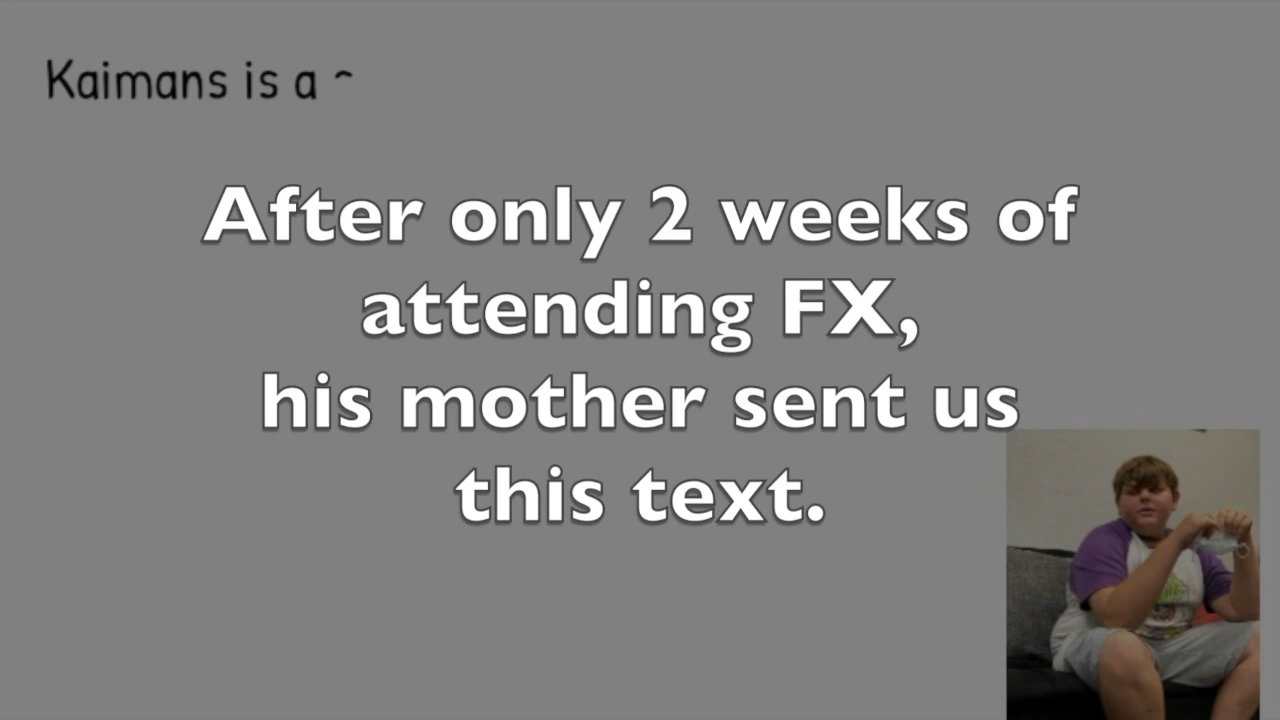 Kaimans is a ^
After only 2 weeks of
attending FX,
his mother sent us
this text.